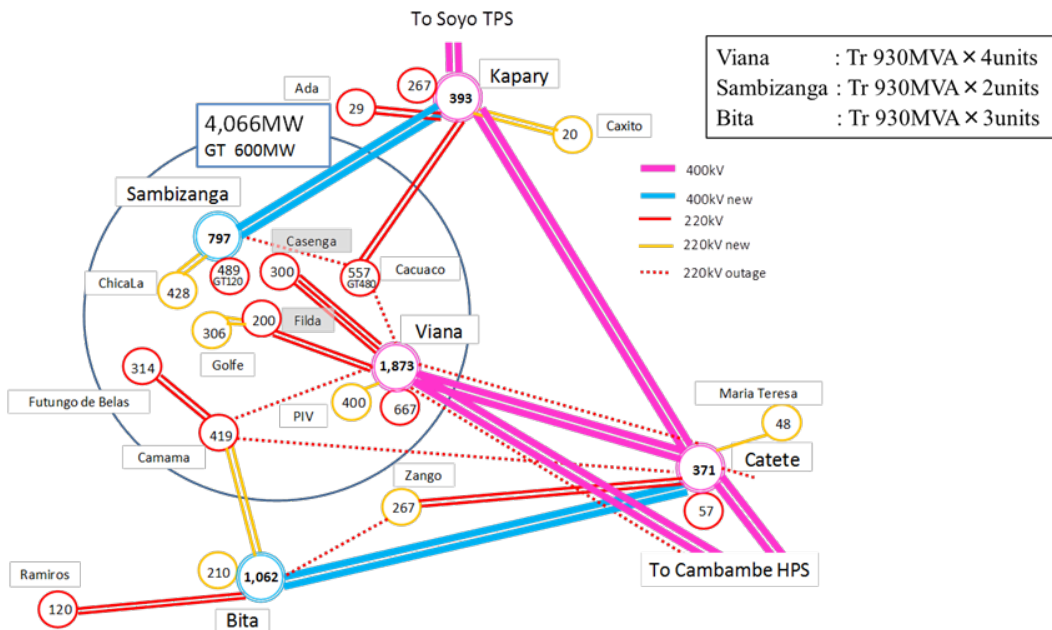 To Soyo TPS
Kapary
267
393
Ada
29
20
Caxito
Viana : Tr 930MVA×4units
Sambizanga : Tr 930MVA×2units
Bita : Tr 930MVA×3units
4,066MW
GT 600MW
400kV
400kV new
220kV
220kV new
220kV outage
Sambizanga
797
Casenga
489
GT120
300
557
GT480
Cacuaco
ChicaLa
428
200
Filda
306
Golfe
Viana
1,873
314
400
667
PIV
Futungo de Belas
419
Camama
Maria Teresa
48
Catete
371
57
Zango
267
To Cambambe HPS
210
1,062
Ramiros
120
Bita